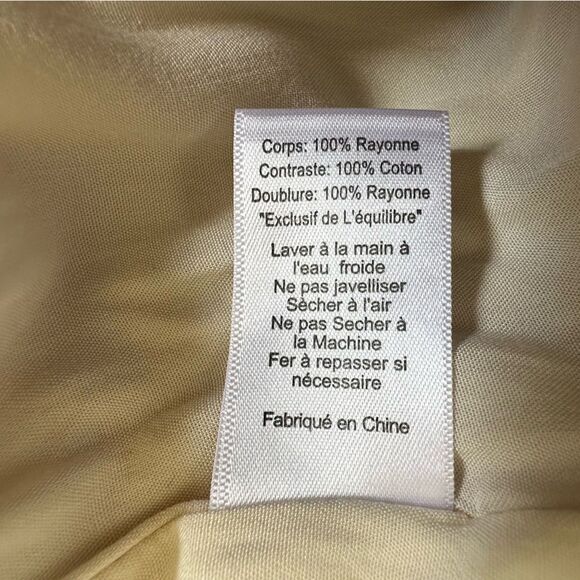 Corps: 100% Rayonne
Contraste: 100% Coton
Doublure: 100% Rayonne
"Exclusif de L'équilibre"
Laver à la main à
l'eau froide
Ne pas javelliser
Sècher à l'air
Ne pas Secher à
la Machine
Fer à repasser si
nécessaire
Fabriqué en Chine